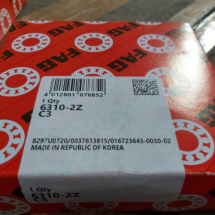 FAG
FAG
4 012801 076852
1 Qty
6310-2Z
C3
8297U0720/0037613815/016723643-0030-02
MADE IN REPUBLIC OF KOREA
1 Qty
6310-2Z